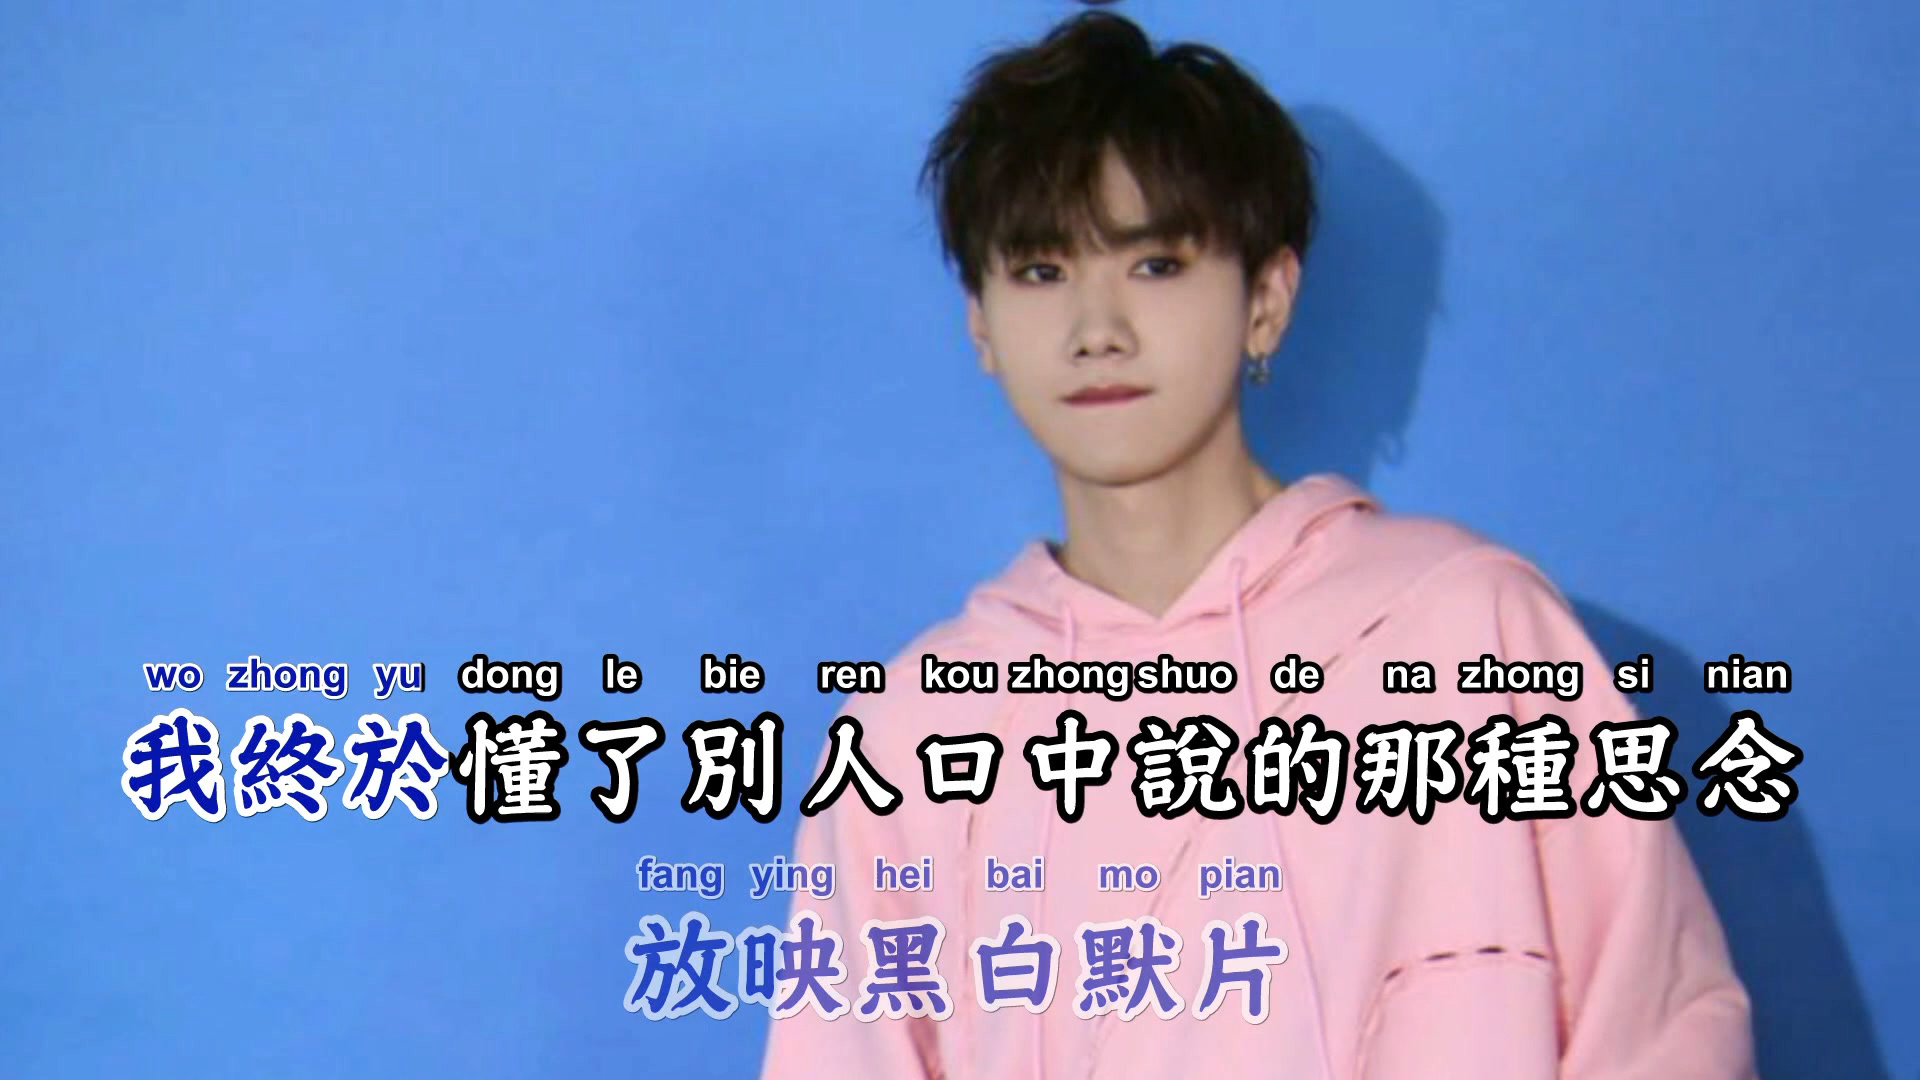 wo zhong yu dong le bie ren kou zhong shuo de na zhong si nian
我終於懂了別人口中說的那種思念
fang ying hei bai mo pian
放映黑白默片